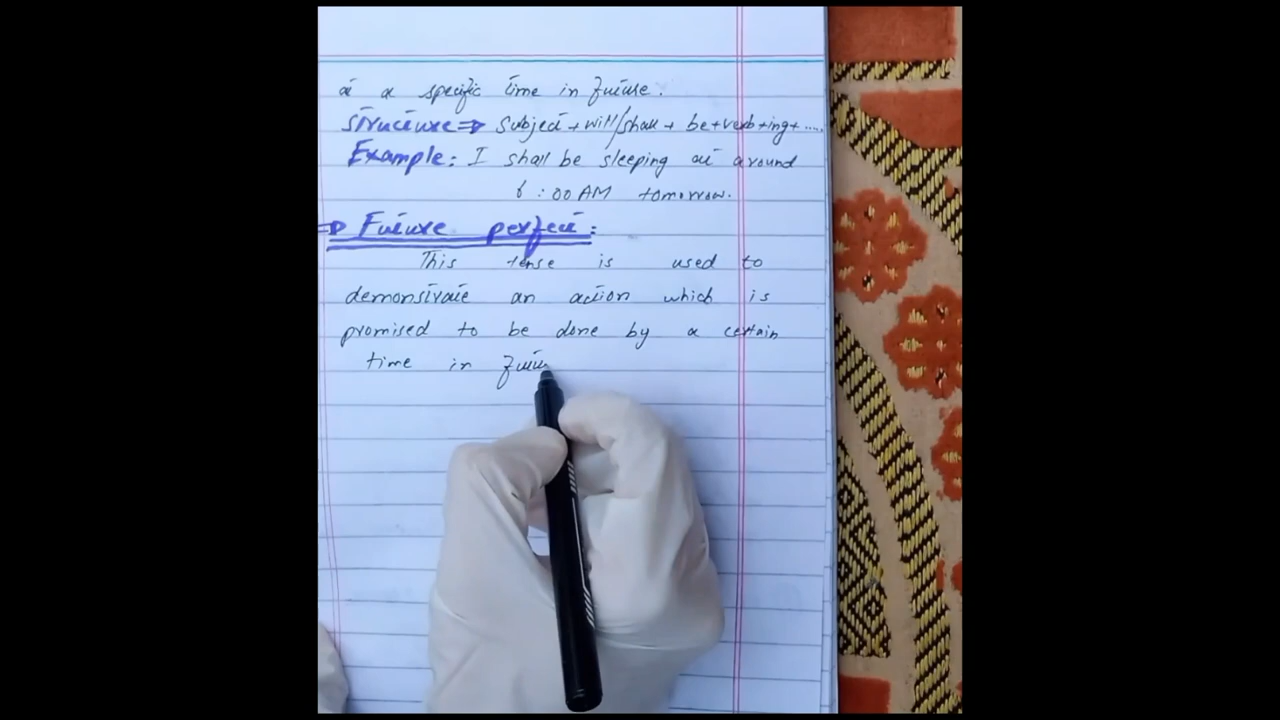 at a specific time in future.
Structure⇒ Subject + will/shall + be+verb+ing+ ....
Example: I shall be sleeping at around
6:00 AM tomorrow.
⇒ Future perfect:
This tense is used to
demonstrate an action which is
promised to be done by a certain
time in futu